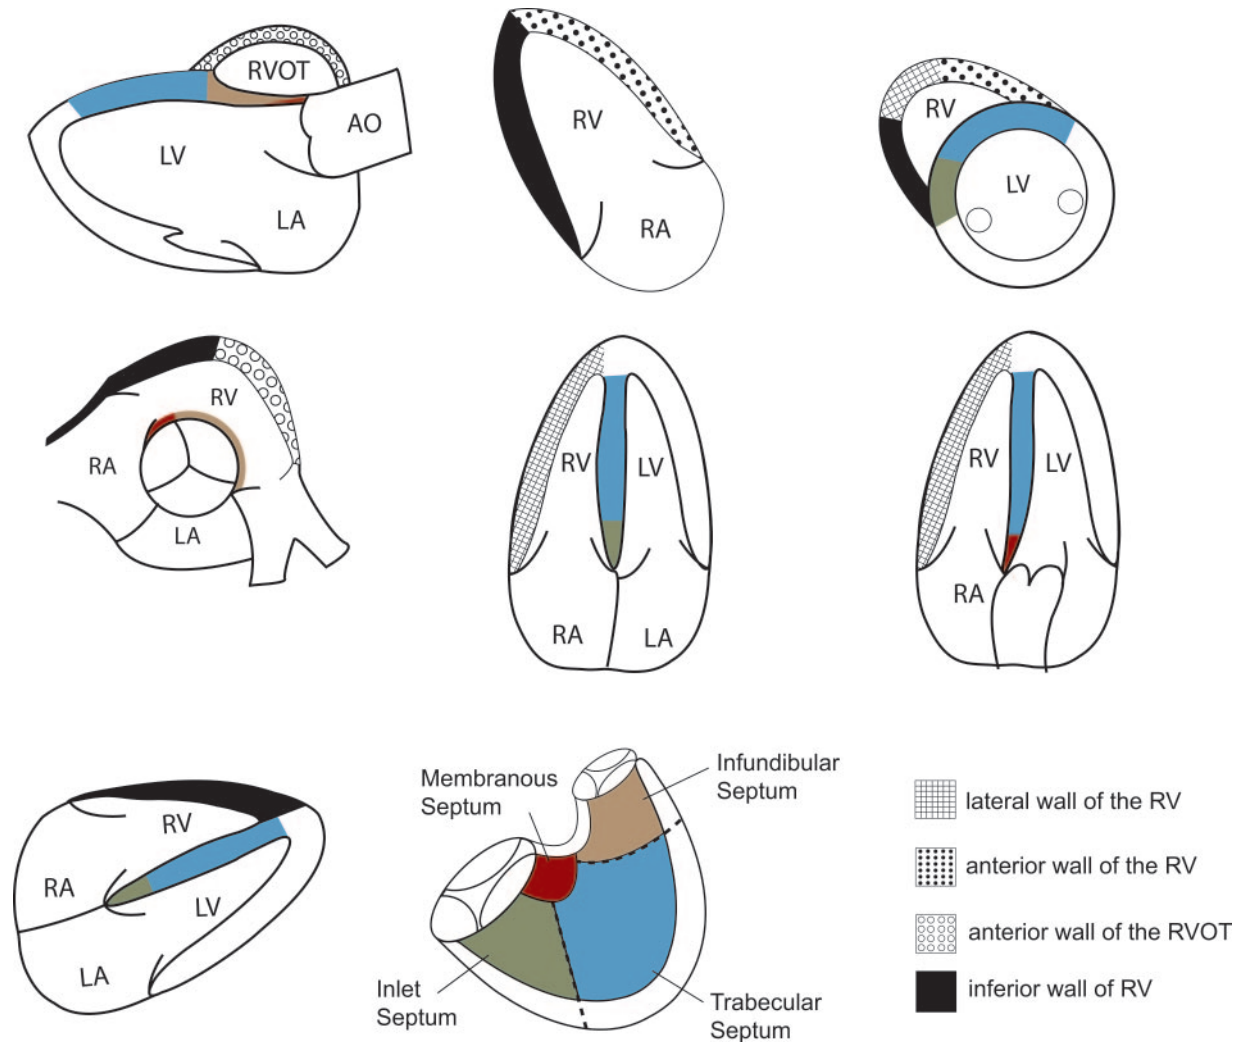 RVOT
AO
LV
LA
RV
RA
RV
LV
RV
RA
LA
RV
LV
RA
LA
RV
LV
RA
RV
RA
LV
LA
Membranous
Septum
Infundibular
Septum
Inlet
Septum
Trabecular
Septum
lateral wall of the RV
anterior wall of the RV
anterior wall of the RVOT
inferior wall of RV